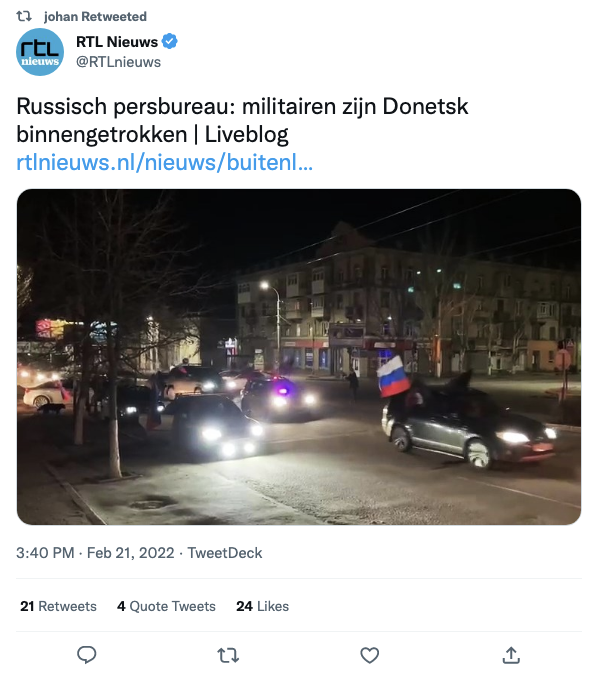 johan Retweeted
rtL
nieuws
RTL Nieuws
@RTLnieuws
Russisch persbureau: militairen zijn Donetsk
binnengetrokken | Liveblog
rtlnieuws.nl/nieuws/buitenl...
3:40 PM · Feb 21, 2022 · TweetDeck
21 Retweets 4 Quote Tweets 24 Likes